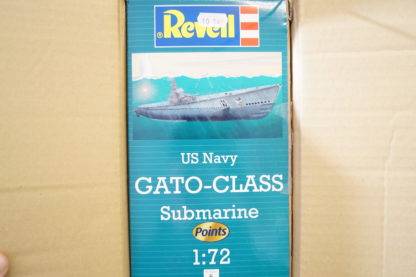 Revell
US Navy
GATO-CLASS
Submarine
Points
1:72